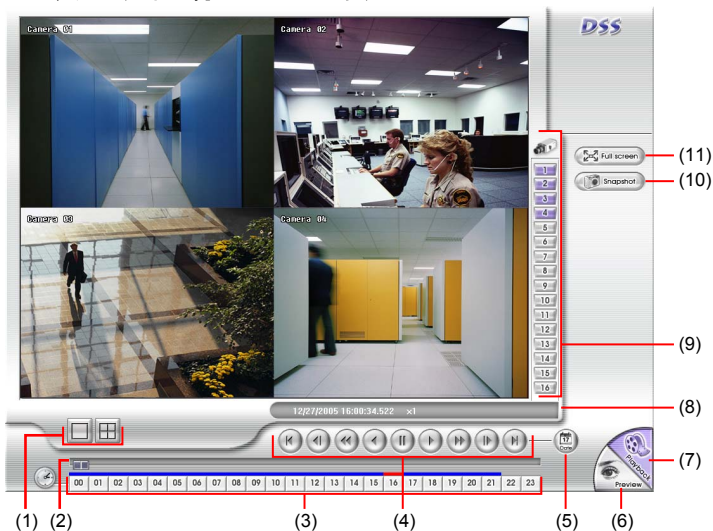 DSS
Camera 01
Camera 02
Camera 03
Camera 04
Full screen
(11)
Snapshot
(10)
1
2
3
4
5
6
7
8
9
10
11
12
13
14
15
16
(9)
12/27/2005 16:00:34.522 ×1
(8)
17
Date
Playback
Preview
(7)
00 01 02 03 04 05 06 07 08 09 10 11 12 13 14 15 16 17 18 19 20 21 22 23
(1) (2) (3) (4) (5) (6)